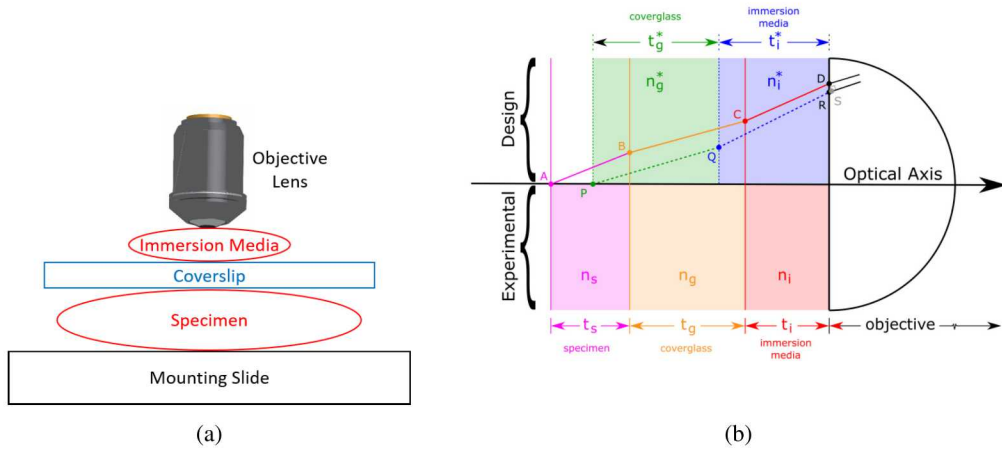 Objective
Lens
Immersion Media
Coverslip
Specimen
Mounting Slide
(a)
coverglass
immersion
media
t*g
t*i
Design
Experimental
n*g
n*i
A
B
C
D
R
S
Q
P
Optical Axis
ns
ng
ni
ts
tg
ti
objective
specimen
coverglass
immersion
media
(b)